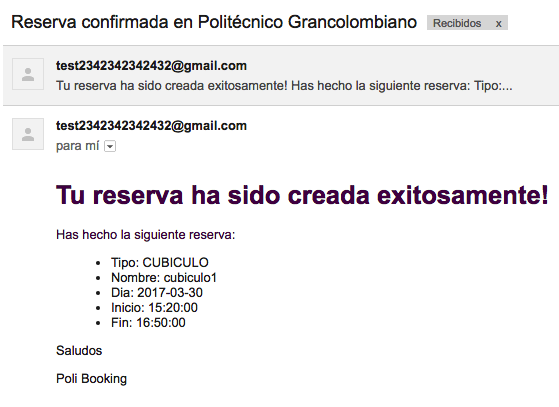 Reserva confirmada en Politécnico Grancolombiano Recibidos x
test2342342342432@gmail.com
Tu reserva ha sido creada exitosamente! Has hecho la siguiente reserva: Tipo:...
test2342342342432@gmail.com
para mí
Tu reserva ha sido creada exitosamente!
Has hecho la siguiente reserva:
• Tipo: CUBICULO
• Nombre: cubiculo1
• Dia: 2017-03-30
• Inicio: 15:20:00
• Fin: 16:50:00
Saludos
Poli Booking